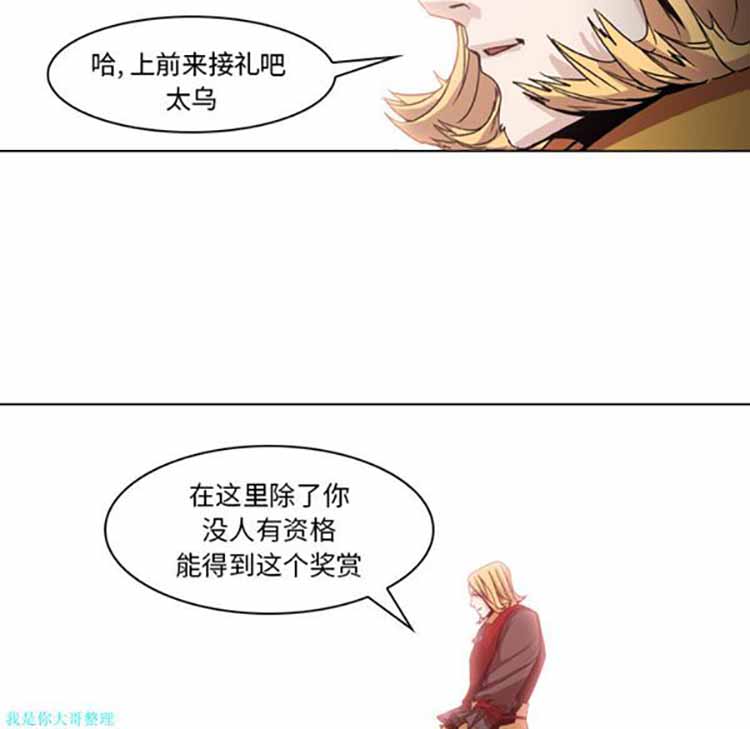 哈, 上前来接礼吧
太乌
在这里除了你
没人有资格
能得到这个奖赏
我是你大哥整理